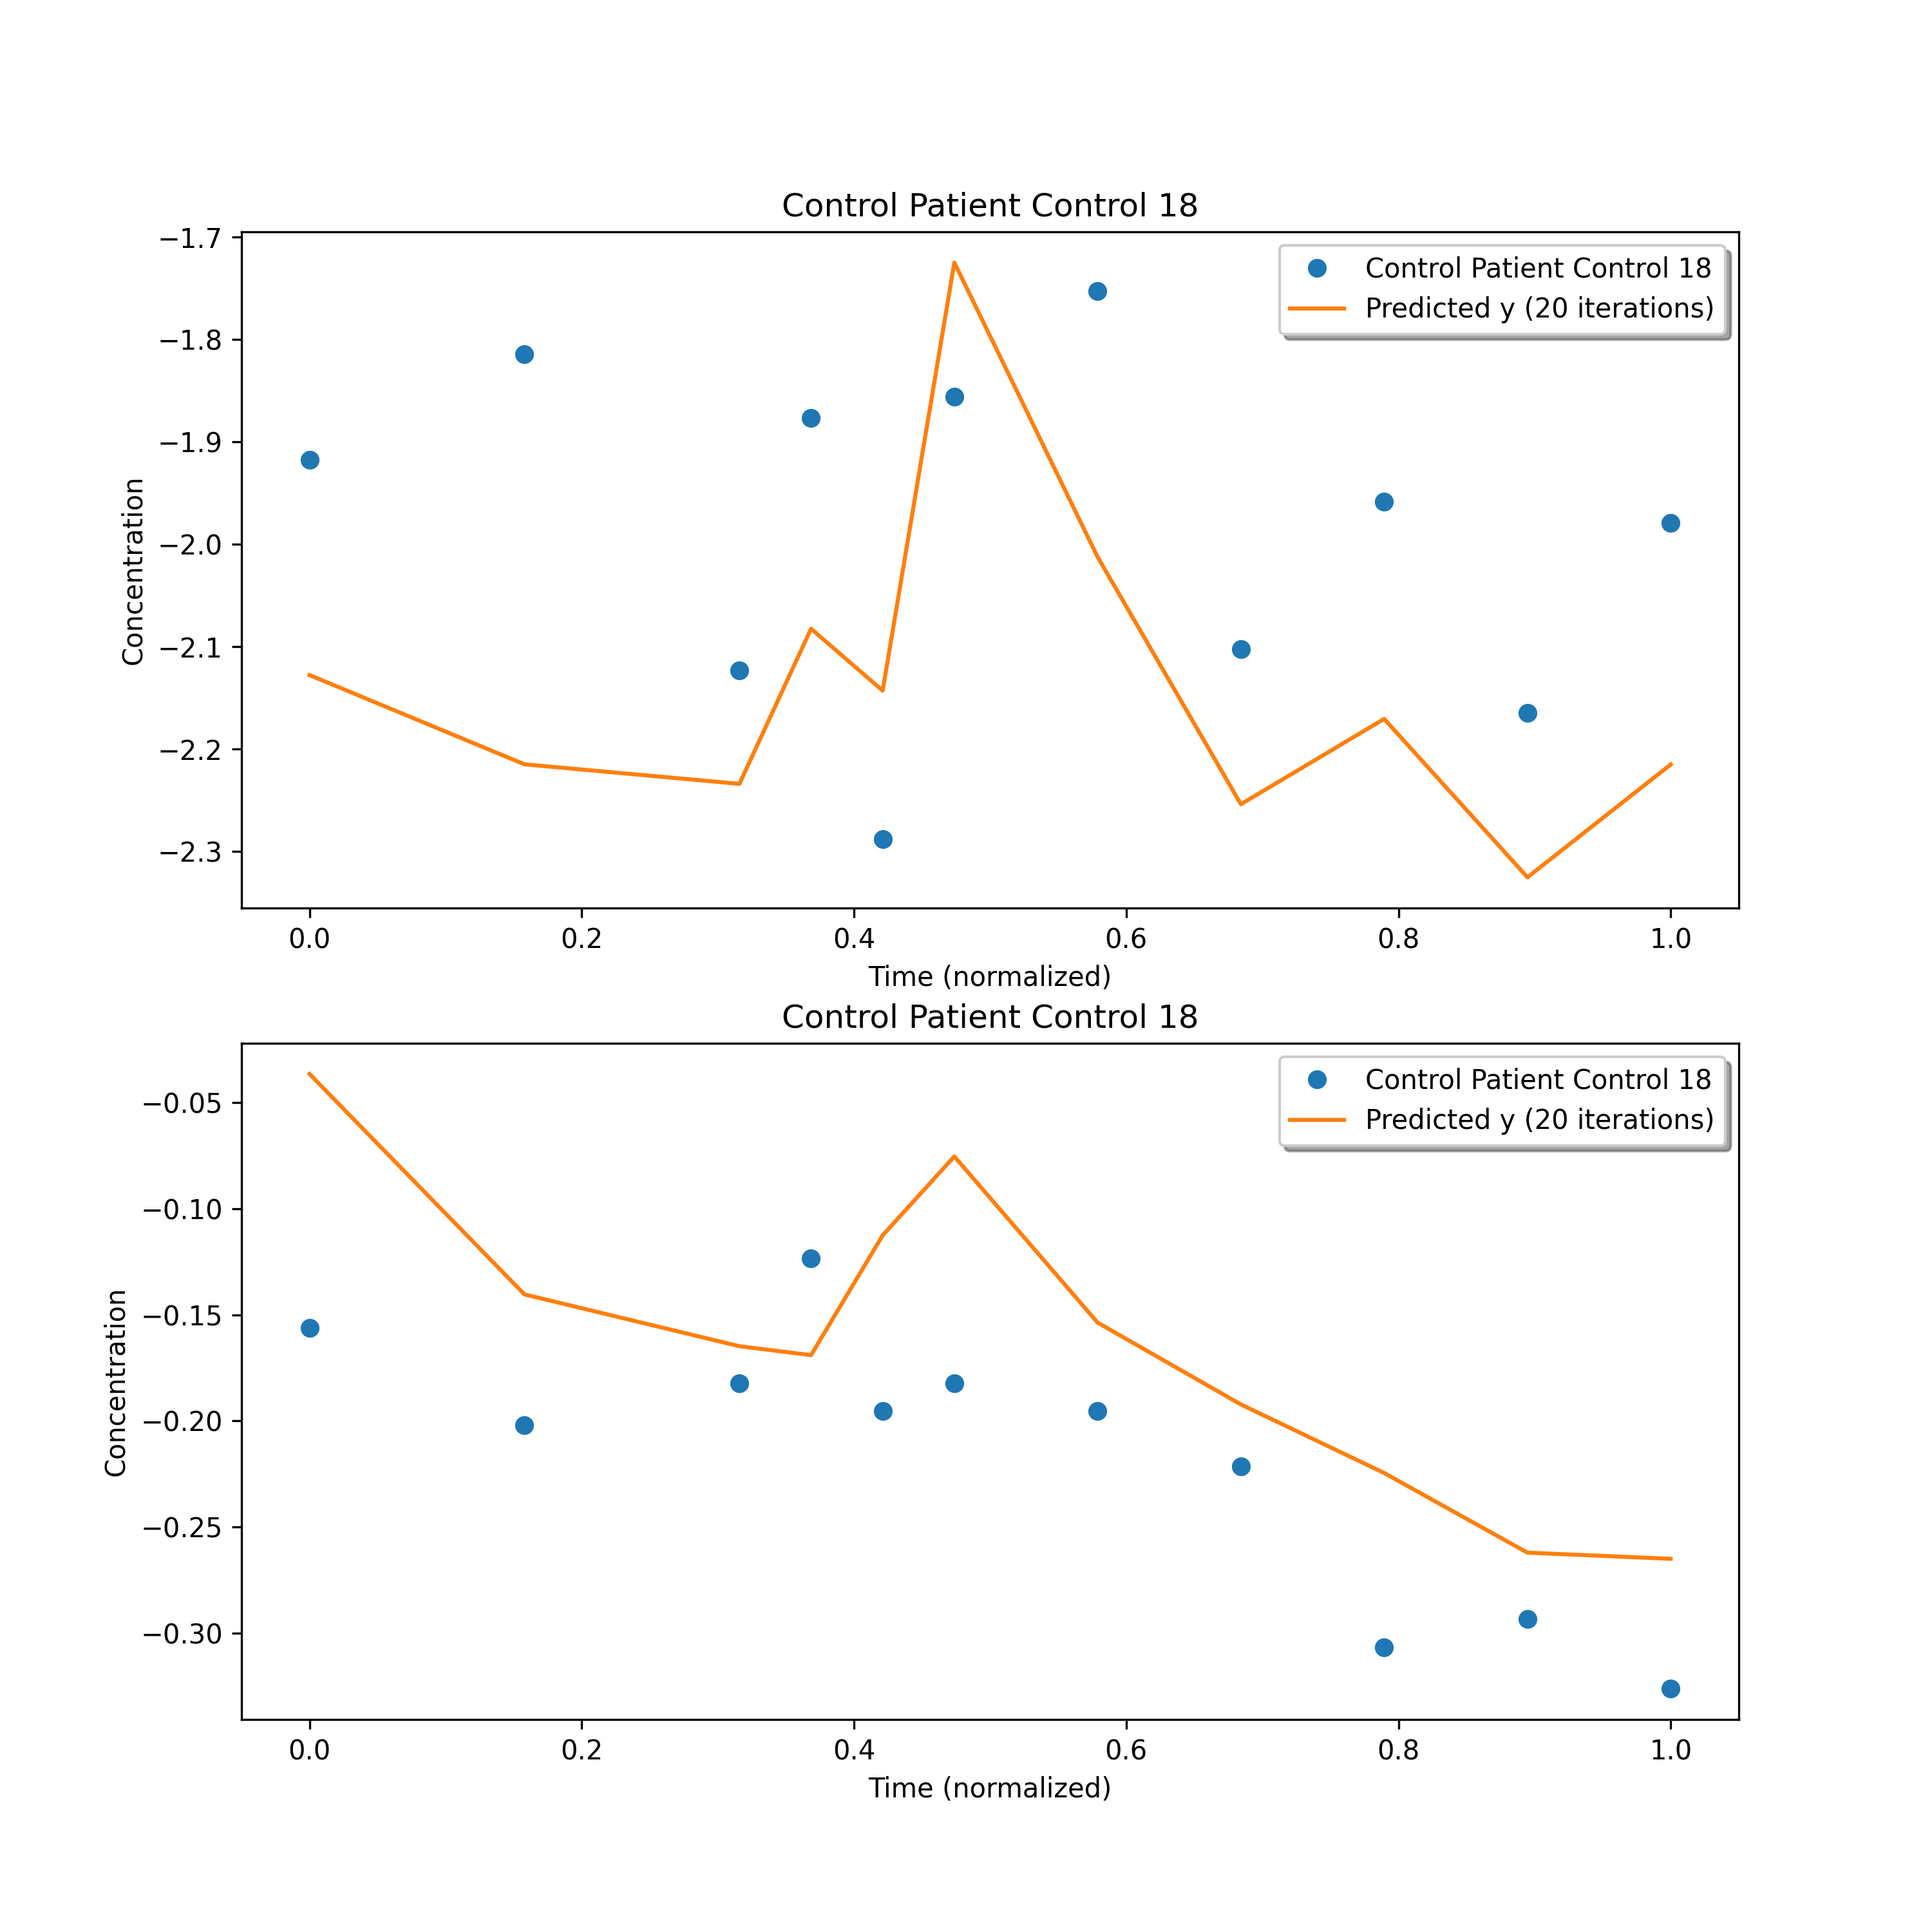 Control Patient Control 18
−1.7
−1.8
−1.9
−2.0
−2.1
−2.2
−2.3
Concentration
Control Patient Control 18
Predicted y (20 iterations)
0.0 0.2 0.4 0.6 0.8 1.0
Time (normalized)
Control Patient Control 18
−0.05
−0.10
−0.15
−0.20
−0.25
−0.30
Concentration
Control Patient Control 18
Predicted y (20 iterations)
0.0 0.2 0.4 0.6 0.8 1.0
Time (normalized)